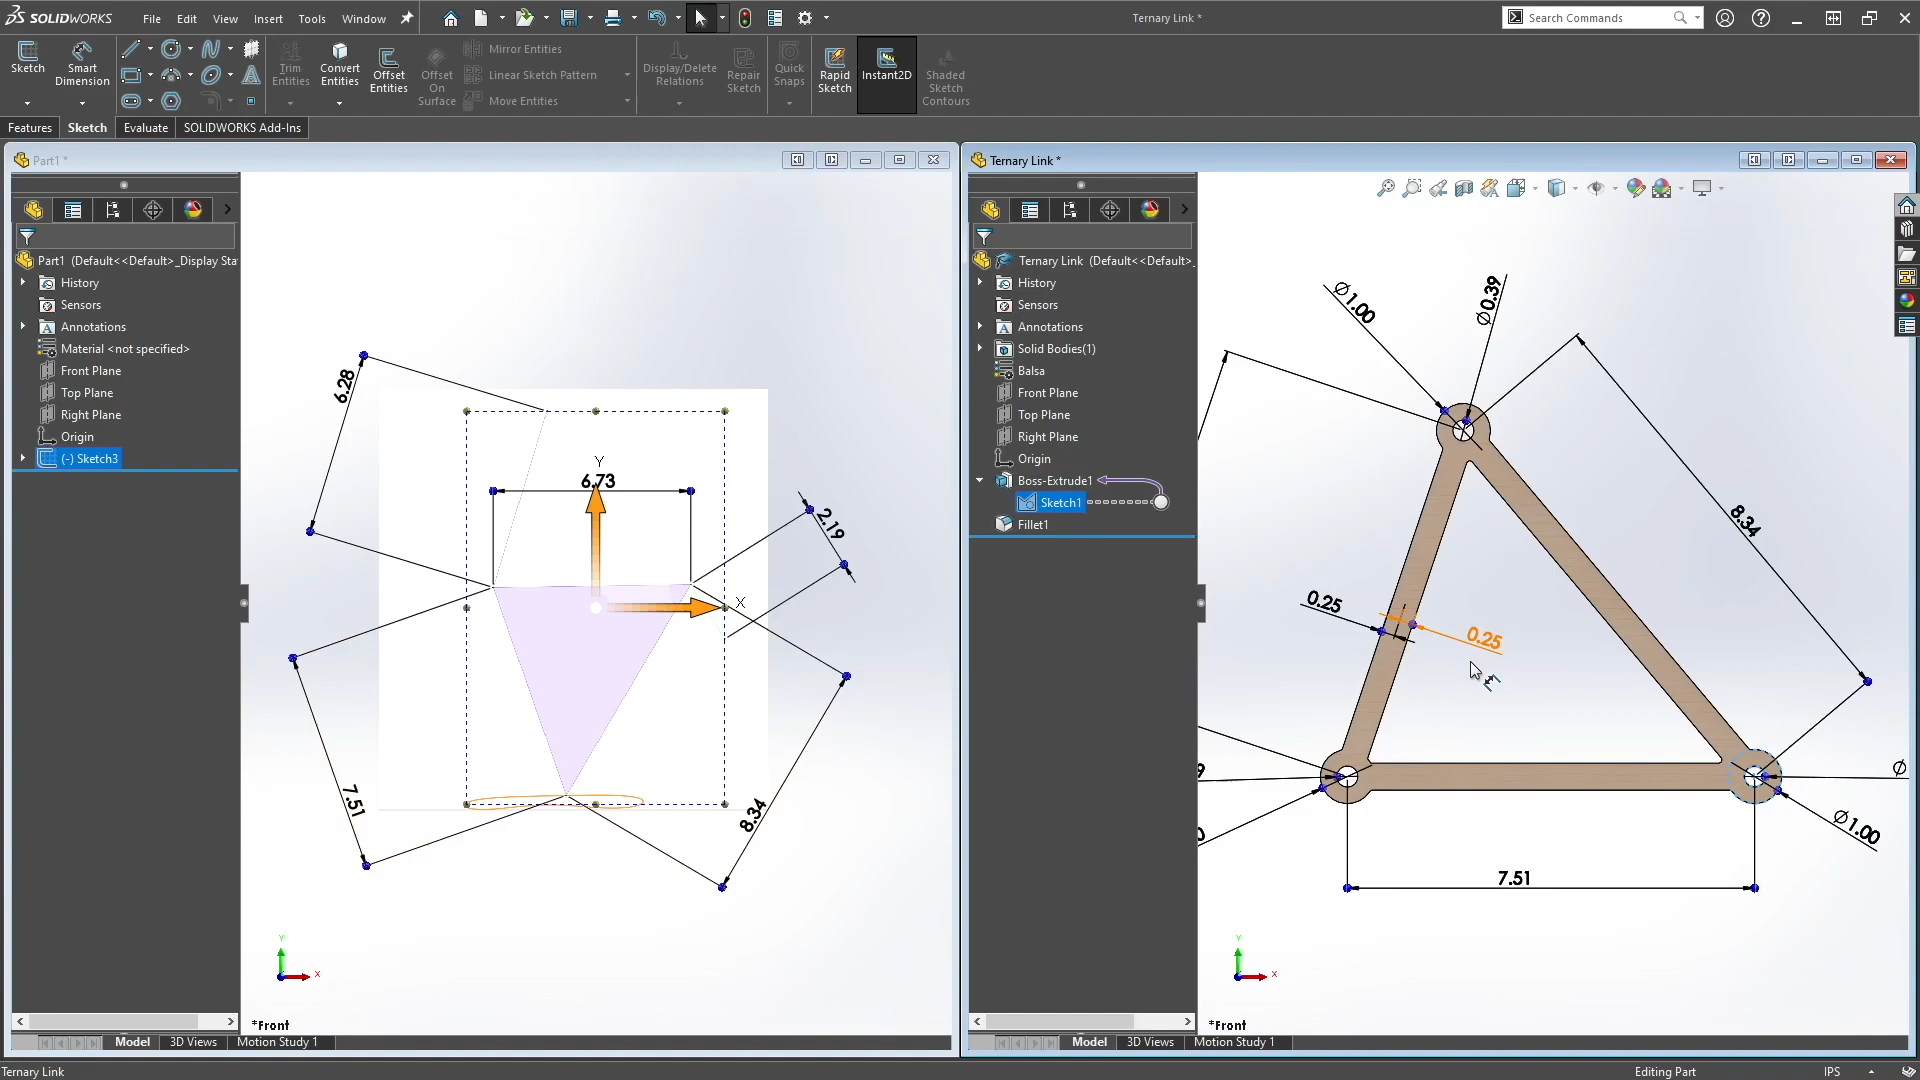 SOLIDWORKS
File Edit View Insert Tools Window
Ternary Link *
Search Commands
Sketch
Smart Dimension
Trim Entities
Convert Entities
Offset Entities
Offset On Surface
Mirror Entities
Linear Sketch Pattern
Move Entities
Display/Delete Relations
Repair Sketch
Quick Snaps
Rapid Sketch
Instant2D
Shaded Sketch Contours
Features Sketch Evaluate SOLIDWORKS Add-Ins
Part1 *
Part1 (Default<<Default>_Display Sta
History
Sensors
Annotations
Material <not specified>
Front Plane
Top Plane
Right Plane
Origin
(-) Sketch3
6.28
Y
6.73
2.19
X
7.51
8.34
Y
X
*Front
Model 3D Views Motion Study 1
Ternary Link *
Ternary Link (Default<<Default>_
History
Sensors
Annotations
Solid Bodies(1)
Balsa
Front Plane
Top Plane
Right Plane
Origin
Boss-Extrude1
Sketch1
Fillet1
∅1.00
∅0.39
8.34
0.25
0.25
9
∅
0
∅1.00
7.51
Y
X
*Front
Model 3D Views Motion Study 1
Ternary Link
Editing Part
IPS